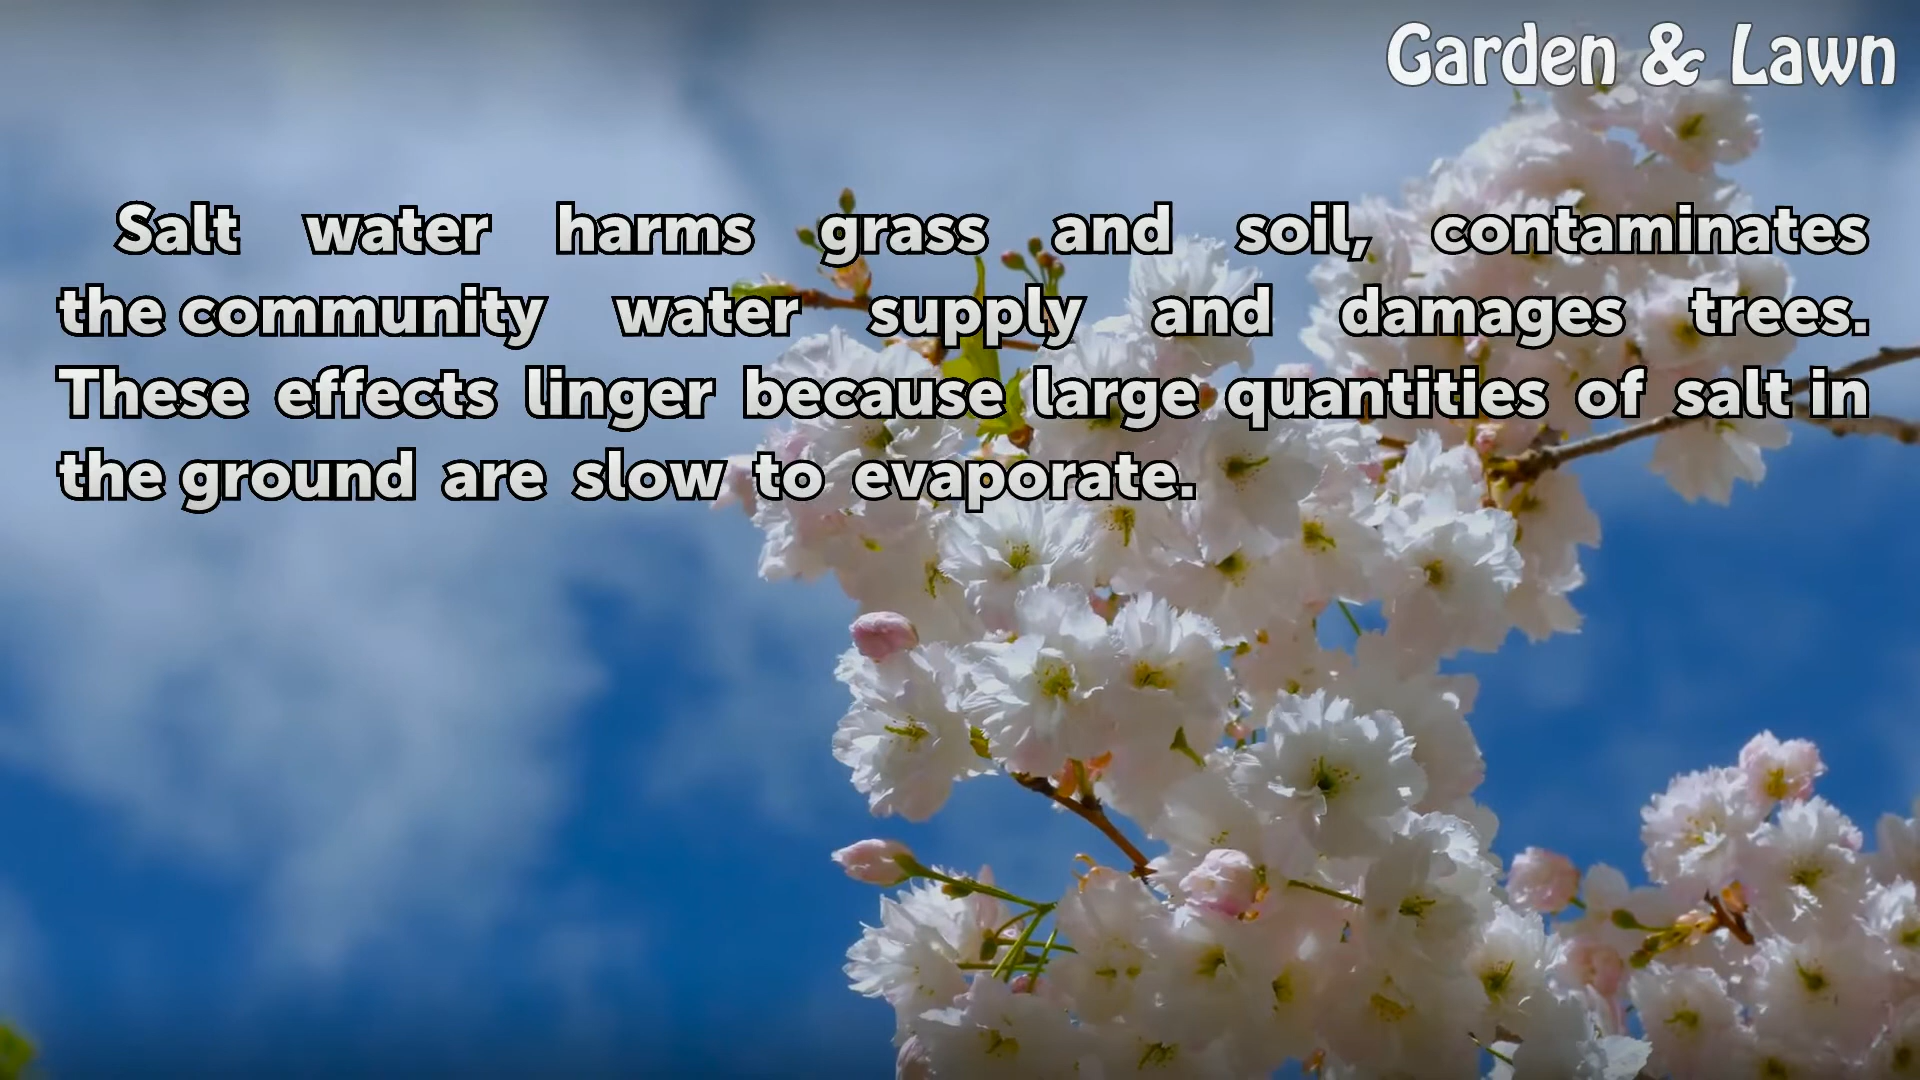 Garden & Lawn
Salt water harms grass and soil, contaminates
the community water supply and damages trees.
These effects linger because large quantities of salt in
the ground are slow to evaporate.